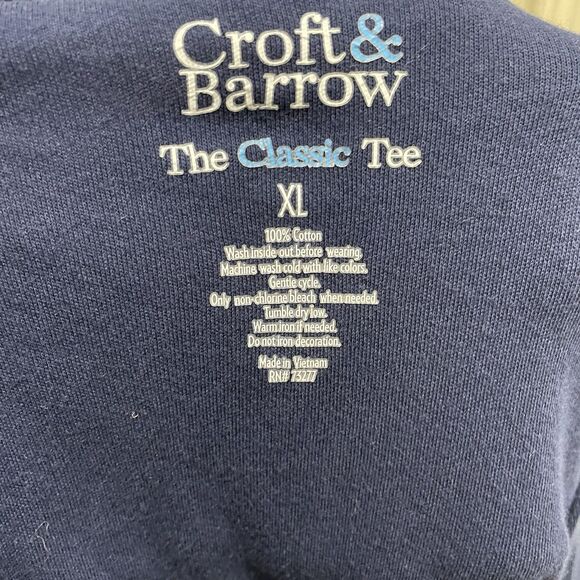 Croft&
Barrow
The Classic Tee
XL
100% Cotton
Wash inside out before wearing.
Machine wash cold with like colors.
Gentle cycle.
Only non-chlorine bleach when needed.
Tumble dry low.
Warm iron if needed.
Do not iron decoration.
Made in Vietnam
RN# 73277